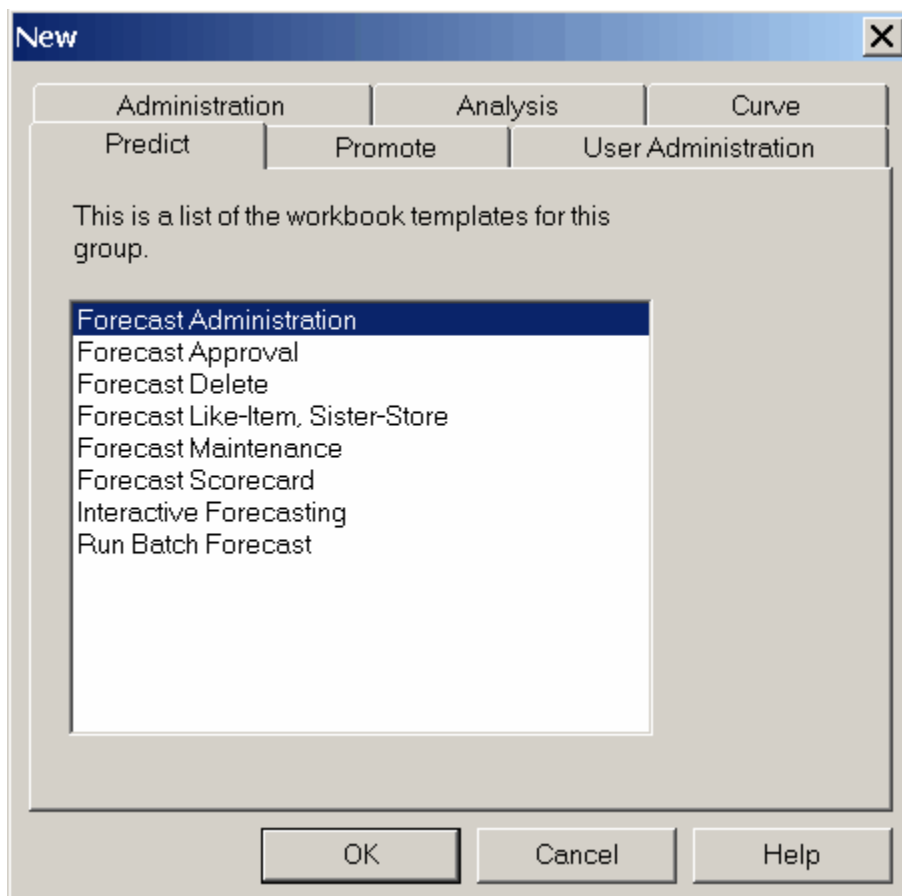 New
Administration
Analysis
Curve
Predict
Promote
User Administration
This is a list of the workbook templates for this
group.
Forecast Administration
Forecast Approval
Forecast Delete
Forecast Like-Item, Sister-Store
Forecast Maintenance
Forecast Scorecard
Interactive Forecasting
Run Batch Forecast
OK
Cancel
Help